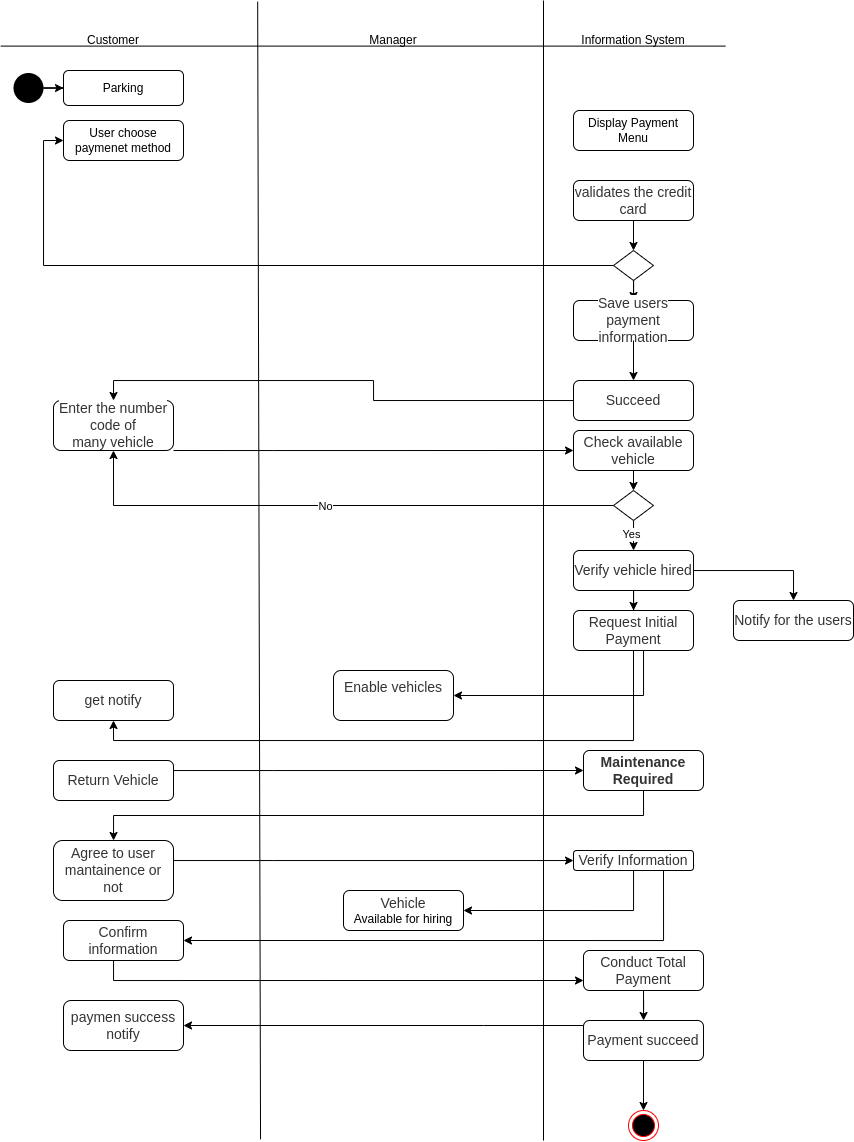 Customer
Manager
Information System
Parking
User choose
paymenet method
Display Payment
Menu
validates the credit
card
Save users
payment
information
Succeed
Enter the number
code of
many vehicle
Check available
vehicle
No
Yes
Verify vehicle hired
Notify for the users
Request Initial
Payment
Enable vehicles
get notify
Return Vehicle
Maintenance
Required
Agree to user
mantainence or
not
Verify Information
Vehicle
Available for hiring
Confirm
information
Conduct Total
Payment
paymen success
notify
Payment succeed